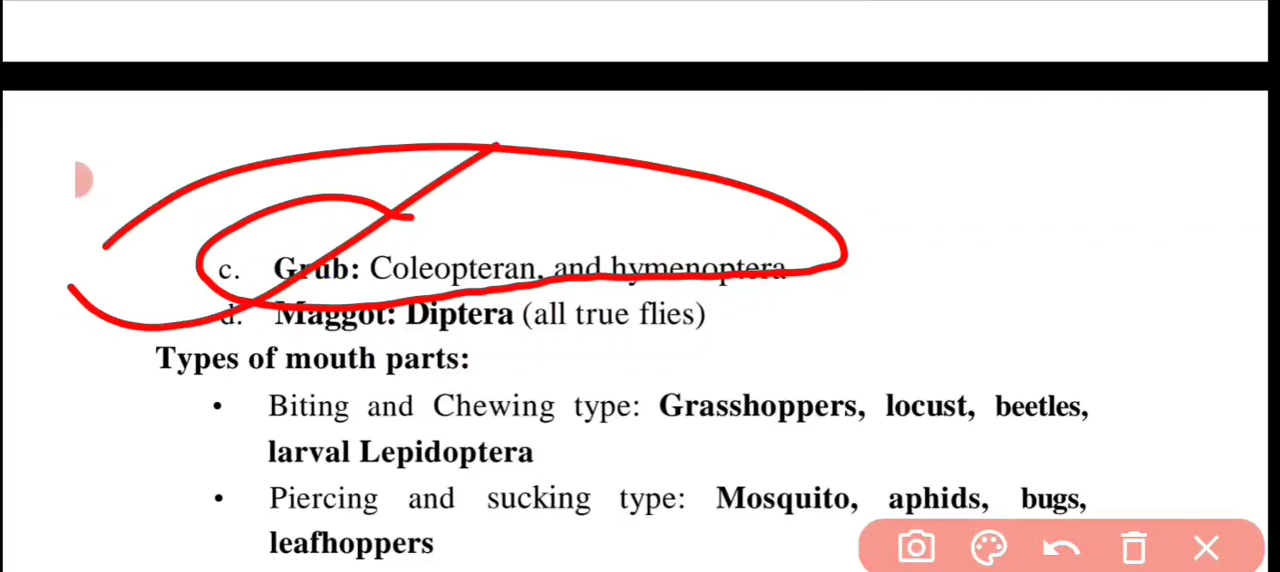 c. Grub: Coleopteran, and hymenoptera
d. Maggot: Diptera (all true flies)
Types of mouth parts:
• Biting and Chewing type: Grasshoppers, locust, beetles,
larval Lepidoptera
• Piercing and sucking type: Mosquito, aphids, bugs,
leafhoppers